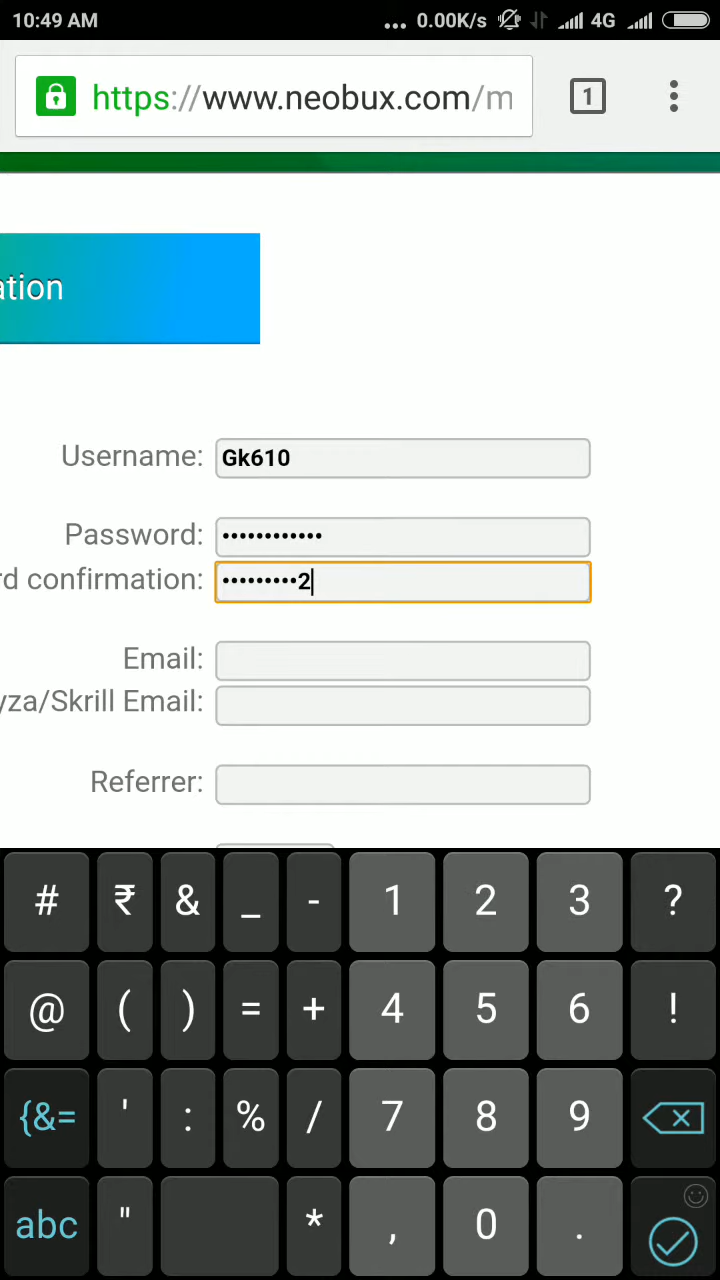 10:49 AM ... 0.00K/s 4G
https://www.neobux.com/m 1
ation
Username: Gk610
Password: ••••••••••••
rd confirmation: •••••••••2
Email:
yza/Skrill Email:
Referrer:
# ₹ & _ - 1 2 3 ?
@ ( ) = + 4 5 6 !
{&= ' : % / 7 8 9
abc " * , 0 .